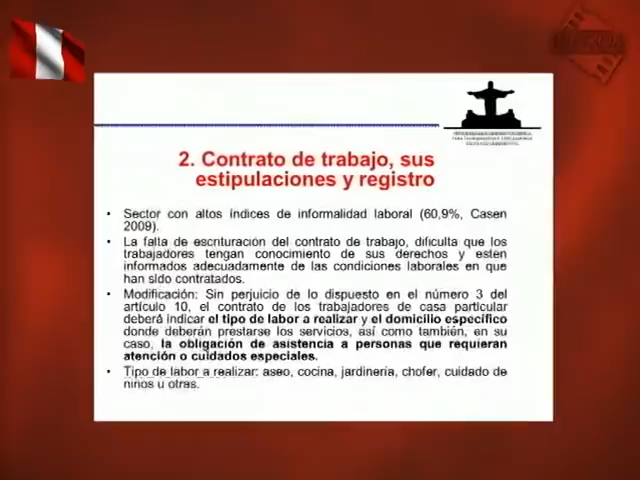 2. Contrato de trabajo, sus
estipulaciones y registro
• Sector con altos índices de informalidad laboral (60,9%, Casen
2009).
• La falta de escrituración del contrato de trabajo, dificulta que los
trabajadores tengan conocimiento de sus derechos y estén
informados adecuadamente de las condiciones laborales en que
han sido contratados.
• Modificación: Sin perjuicio de lo dispuesto en el número 3 del
artículo 10, el contrato de los trabajadores de casa particular
deberá indicar el tipo de labor a realizar y el domicilio específico
donde deberán prestarse los servicios, así como también, en su
caso, la obligación de asistencia a personas que requieran
atención o cuidados especiales.
• Tipo de labor a realizar: aseo, cocina, jardinería, chofer, cuidado de
niños u otras.